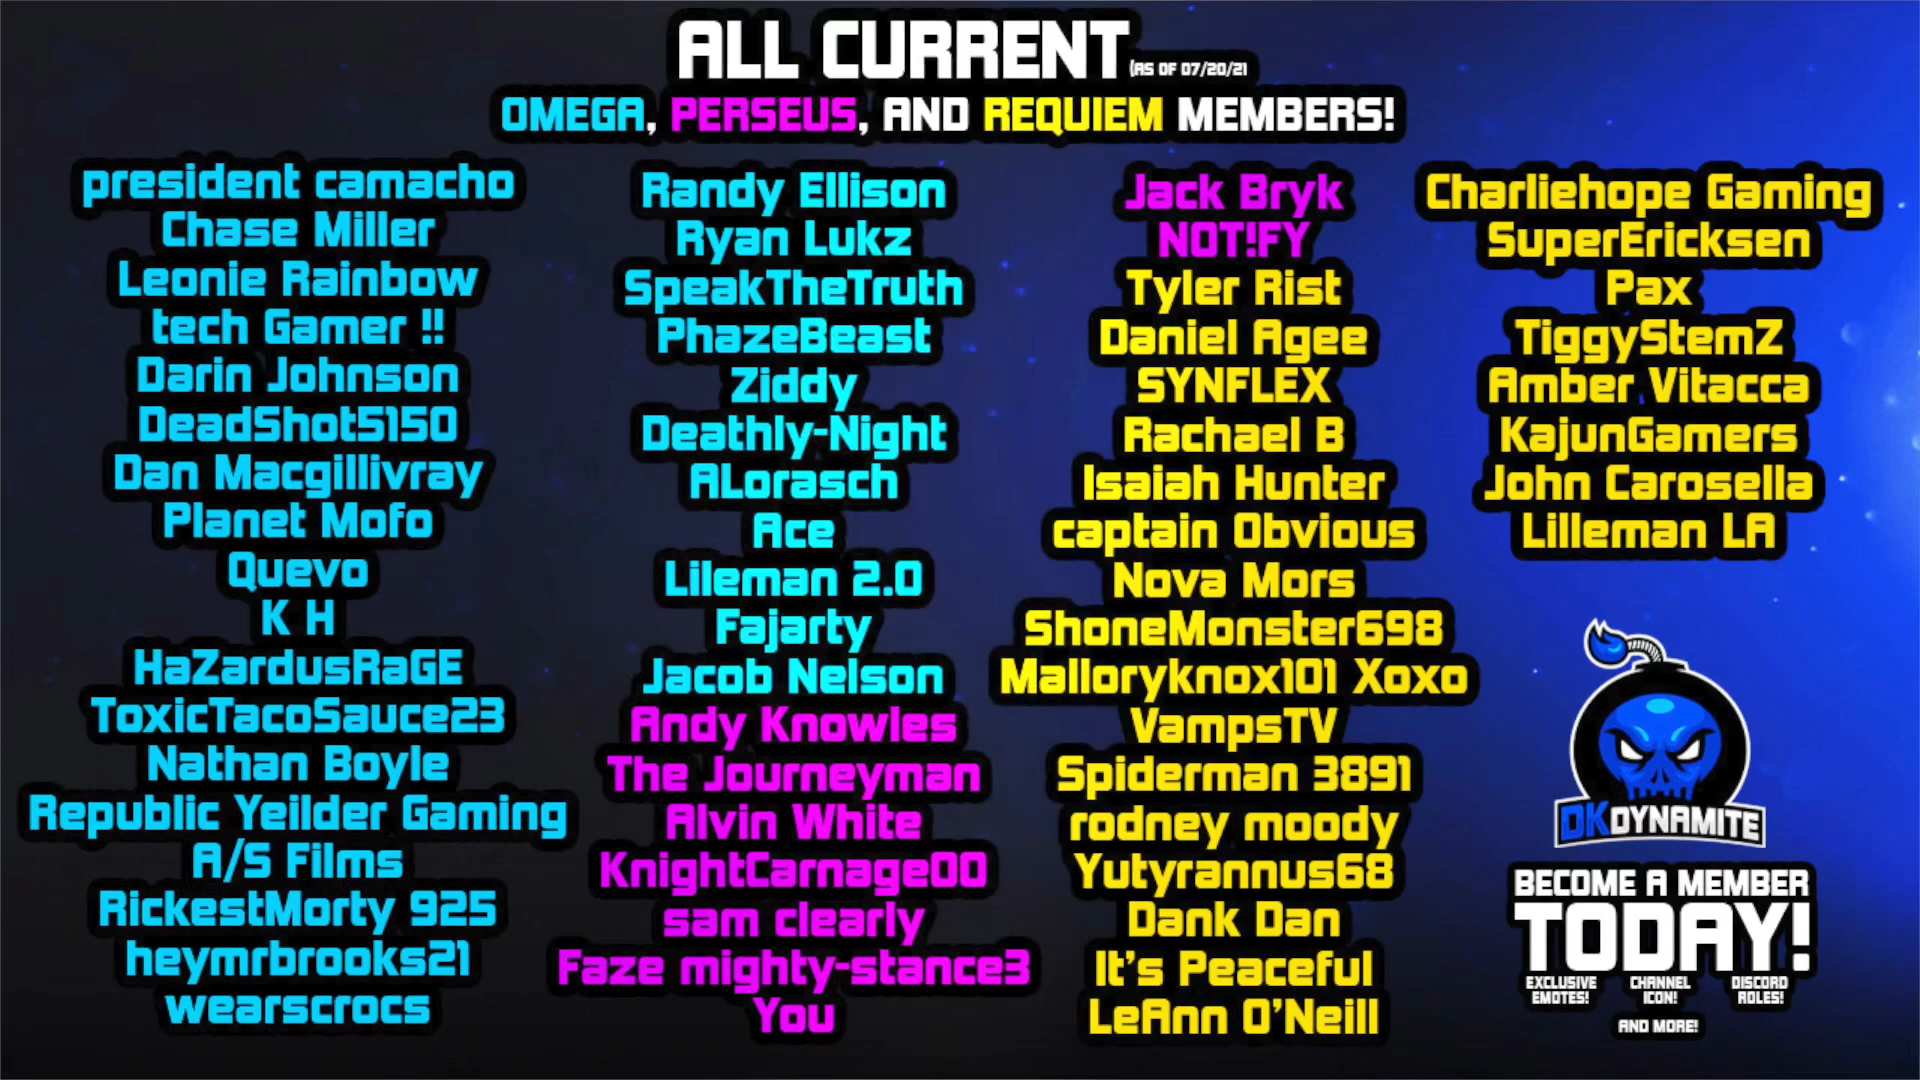 ALL CURRENT (AS OF 07/20/21
OMEGA, PERSEUS, AND REQUIEM MEMBERS!
president camacho
Chase Miller
Leonie Rainbow
tech Gamer !!
Darin Johnson
DeadShot5150
Dan Macgillivray
Planet Mofo
Quevo
K H
HaZardusRaGE
ToxicTacoSauce23
Nathan Boyle
Republic Yeilder Gaming
A/S Films
RickestMorty 925
heymrbrooks21
wearscrocs
Randy Ellison
Ryan Lukz
SpeakTheTruth
PhazeBeast
Ziddy
Deathly-Night
ALorasch
Ace
Lileman 2.0
Fajarty
Jacob Nelson
Andy Knowles
The Journeyman
Alvin White
KnightCarnage00
sam clearly
Faze mighty-stance3
You
Jack Bryk
NOT!FY
Tyler Rist
Daniel Agee
SYNFLEX
Rachael B
Isaiah Hunter
captain Obvious
Nova Mors
ShoneMonster698
Malloryknox101 Xoxo
VampsTV
Spiderman 3891
rodney moody
Yutyrannus68
Dank Dan
It's Peaceful
LeAnn O'Neill
Charliehope Gaming
SuperEricksen
Pax
TiggyStemZ
Amber Vitacca
KajunGamers
John Carosella
Lilleman LA
DKDYNAMITE
BECOME A MEMBER
TODAY!
EXCLUSIVE EMOTES!
CHANNEL ICON!
DISCORD ROLES!
AND MORE!